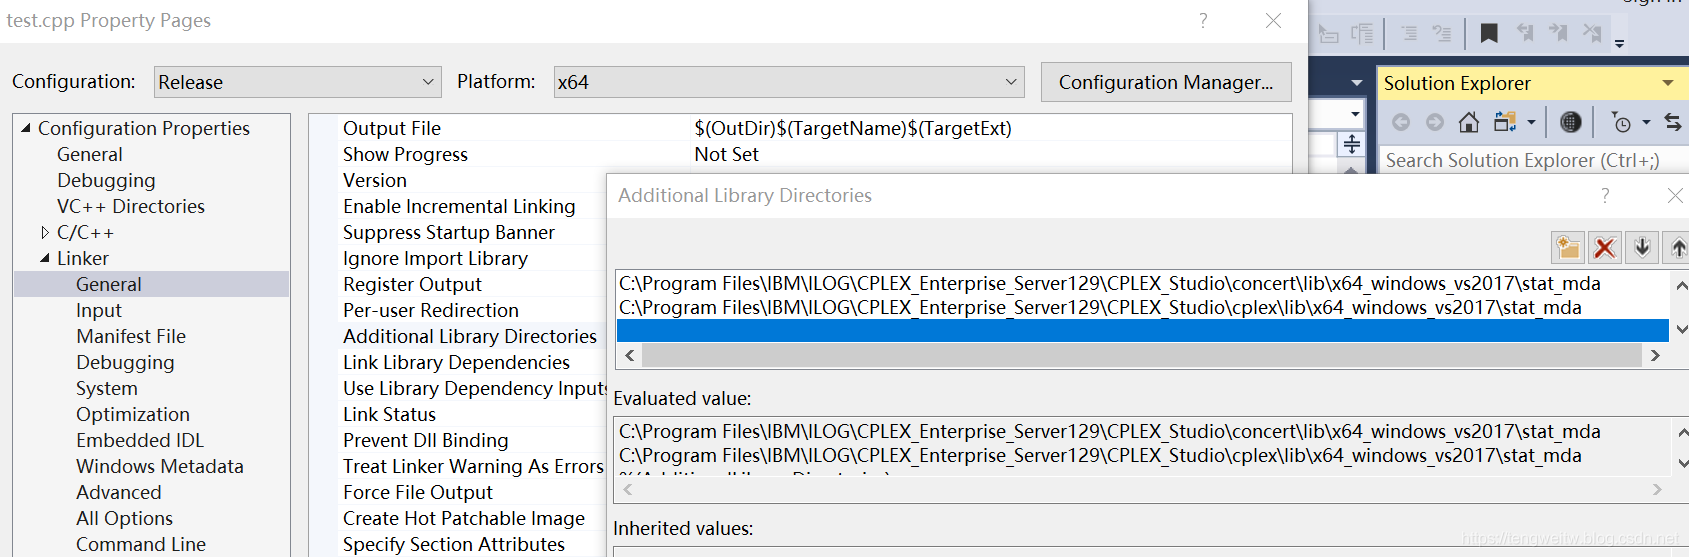 Sign in
test.cpp Property Pages
Configuration:
Release
Platform:
x64
Configuration Manager...
Configuration Properties
General
Debugging
VC++ Directories
C/C++
Linker
General
Input
Manifest File
Debugging
System
Optimization
Embedded IDL
Windows Metadata
Advanced
All Options
Command Line
Output File
$(OutDir)$(TargetName)$(TargetExt)
Show Progress
Not Set
Version
Enable Incremental Linking
Suppress Startup Banner
Ignore Import Library
Register Output
Per-user Redirection
Additional Library Directories
Link Library Dependencies
Use Library Dependency Inputs
Link Status
Prevent Dll Binding
Treat Linker Warning As Errors
Force File Output
Create Hot Patchable Image
Specify Section Attributes
Additional Library Directories
C:\Program Files\IBM\ILOG\CPLEX_Enterprise_Server129\CPLEX_Studio\concert\lib\x64_windows_vs2017\stat_mda
C:\Program Files\IBM\ILOG\CPLEX_Enterprise_Server129\CPLEX_Studio\cplex\lib\x64_windows_vs2017\stat_mda
Evaluated value:
C:\Program Files\IBM\ILOG\CPLEX_Enterprise_Server129\CPLEX_Studio\concert\lib\x64_windows_vs2017\stat_mda
C:\Program Files\IBM\ILOG\CPLEX_Enterprise_Server129\CPLEX_Studio\cplex\lib\x64_windows_vs2017\stat_mda
Inherited values:
Solution Explorer
Search Solution Explorer (Ctrl+;)
https://tengweitw.blog.csdn.net